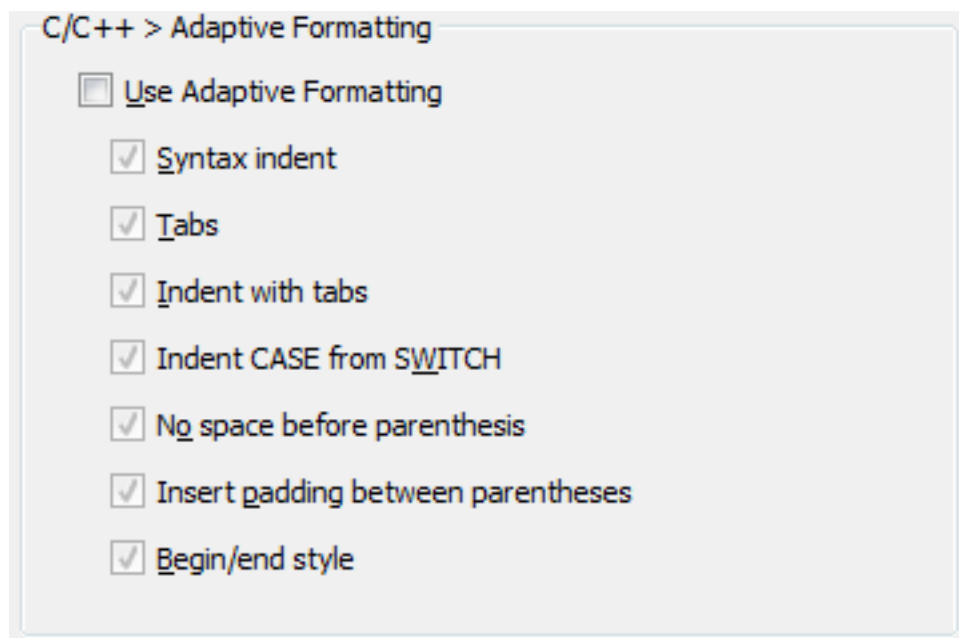 C/C++ > Adaptive Formatting
Use Adaptive Formatting
Syntax indent
Tabs
Indent with tabs
Indent CASE from SWITCH
No space before parenthesis
Insert padding between parentheses
Begin/end style